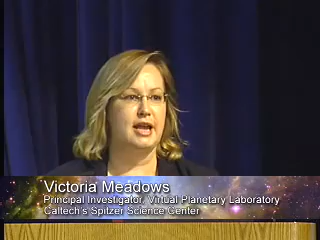 Victoria Meadows
Principal Investigator, Virtual Planetary Laboratory
Caltech's Spitzer Science Center